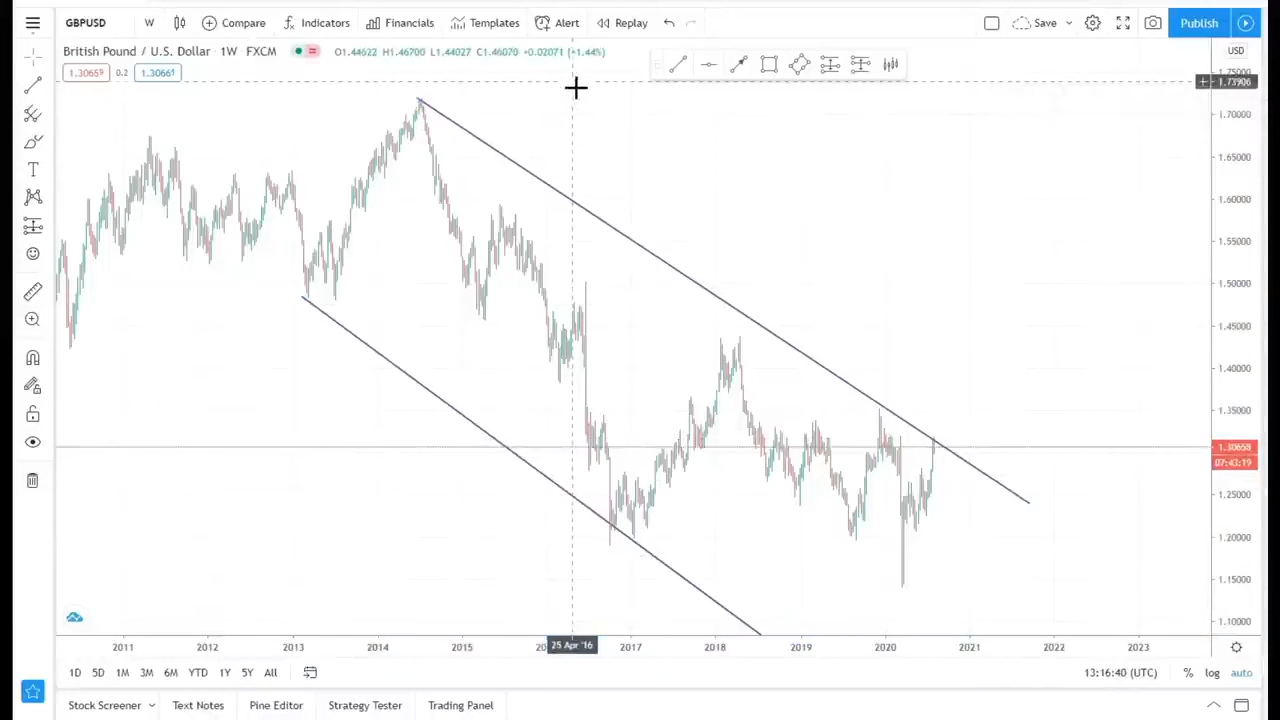 GBPUSD W Compare Indicators Financials Templates Alert Replay Save Publish
British Pound / U.S. Dollar · 1W · FXCM O1.44622 H1.46700 L1.44027 C1.46070 +0.02071 (+1.44%) USD
1.30659 0.2 1.30661
1.75000
1.73906
1.70000
1.65000
1.60000
1.55000
1.50000
1.45000
1.40000
1.35000
1.30658
07:43:19
1.25000
1.20000
1.15000
1.10000
2011 2012 2013 2014 2015 25 Apr '16 2017 2018 2019 2020 2021 2022 2023
1D 5D 1M 3M 6M YTD 1Y 5Y All 13:16:40 (UTC) % log auto
Stock Screener Text Notes Pine Editor Strategy Tester Trading Panel